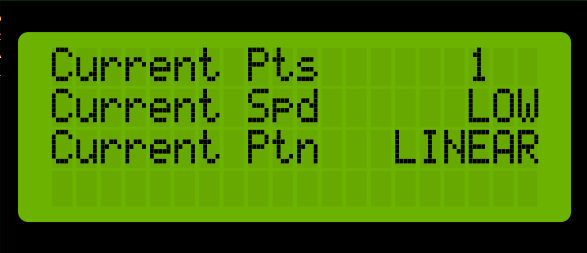 Current Pts 1
Current Spd LOW
Current Ptn LINEAR